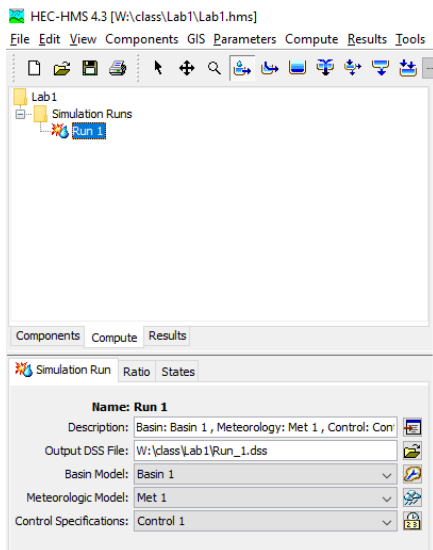 HEC-HMS 4.3 [W:\class\Lab1\Lab1.hms]
File Edit View Components GIS Parameters Compute Results Tools
Lab1
Simulation Runs
Run 1
Components Compute Results
Simulation Run Ratio States
Name: Run 1
Description: Basin: Basin 1 , Meteorology: Met 1 , Control: Con
Output DSS File: W:\class\Lab1\Run_1.dss
Basin Model: Basin 1
Meteorologic Model: Met 1
Control Specifications: Control 1